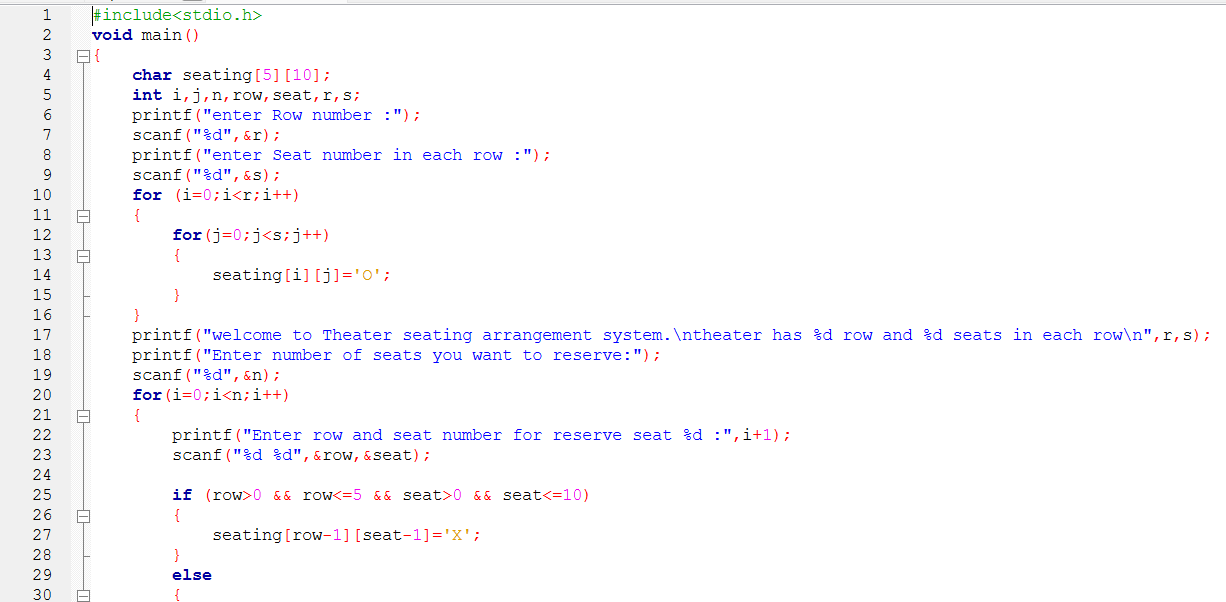 1 #include<stdio.h>
2 void main()
3 {
4 char seating[5][10];
5 int i,j,n,row,seat,r,s;
6 printf("enter Row number :");
7 scanf("%d",&r);
8 printf("enter Seat number in each row :");
9 scanf("%d",&s);
10 for (i=0;i<r;i++)
11 {
12 for(j=0;j<s;j++)
13 {
14 seating[i][j]='O';
15 }
16 }
17 printf("welcome to Theater seating arrangement system.\ntheater has %d row and %d seats in each row\n",r,s);
18 printf("Enter number of seats you want to reserve:");
19 scanf("%d",&n);
20 for(i=0;i<n;i++)
21 {
22 printf("Enter row and seat number for reserve seat %d :",i+1);
23 scanf("%d %d",&row,&seat);
24
25 if (row>0 && row<=5 && seat>0 && seat<=10)
26 {
27 seating[row-1][seat-1]='X';
28 }
29 else
30 {